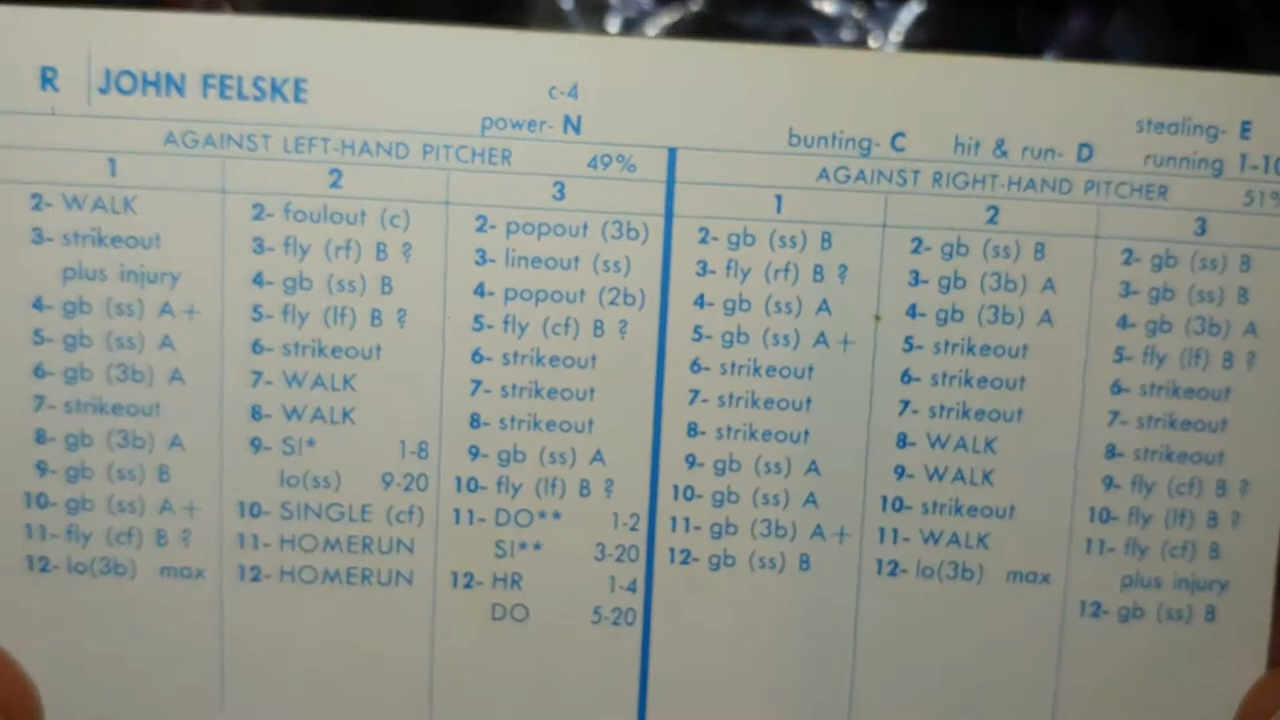 R JOHN FELSKE
c-4
power- N
bunting- C hit & run- D
stealing- E
running 1-10
AGAINST LEFT-HAND PITCHER 49%
1
2- WALK
3- strikeout
plus injury
4- gb (ss) A+
5- gb (ss) A
6- gb (3b) A
7- strikeout
8- gb (3b) A
9- gb (ss) B
10- gb (ss) A+
11- fly (cf) B ?
12- lo(3b) max
2
2- foulout (c)
3- fly (rf) B ?
4- gb (ss) B
5- fly (lf) B ?
6- strikeout
7- WALK
8- WALK
9- SI* 1-8
lo(ss) 9-20
10- SINGLE (cf)
11- HOMERUN
12- HOMERUN
3
2- popout (3b)
3- lineout (ss)
4- popout (2b)
5- fly (cf) B ?
6- strikeout
7- strikeout
8- strikeout
9- gb (ss) A
10- fly (lf) B ?
11- DO** 1-2
SI** 3-20
12- HR 1-4
DO 5-20
AGAINST RIGHT-HAND PITCHER 51%
1
2- gb (ss) B
3- fly (rf) B ?
4- gb (ss) A
5- gb (ss) A+
6- strikeout
7- strikeout
8- strikeout
9- gb (ss) A
10- gb (ss) A
11- gb (3b) A+
12- gb (ss) B
2
2- gb (ss) B
3- gb (3b) A
4- gb (3b) A
5- strikeout
6- strikeout
7- strikeout
8- WALK
9- WALK
10- strikeout
11- WALK
12- lo(3b) max
3
2- gb (ss) B
3- gb (ss) B
4- gb (3b) A
5- fly (lf) B ?
6- strikeout
7- strikeout
8- strikeout
9- fly (cf) B ?
10- fly (lf) B ?
11- fly (cf) B
plus injury
12- gb (ss) B